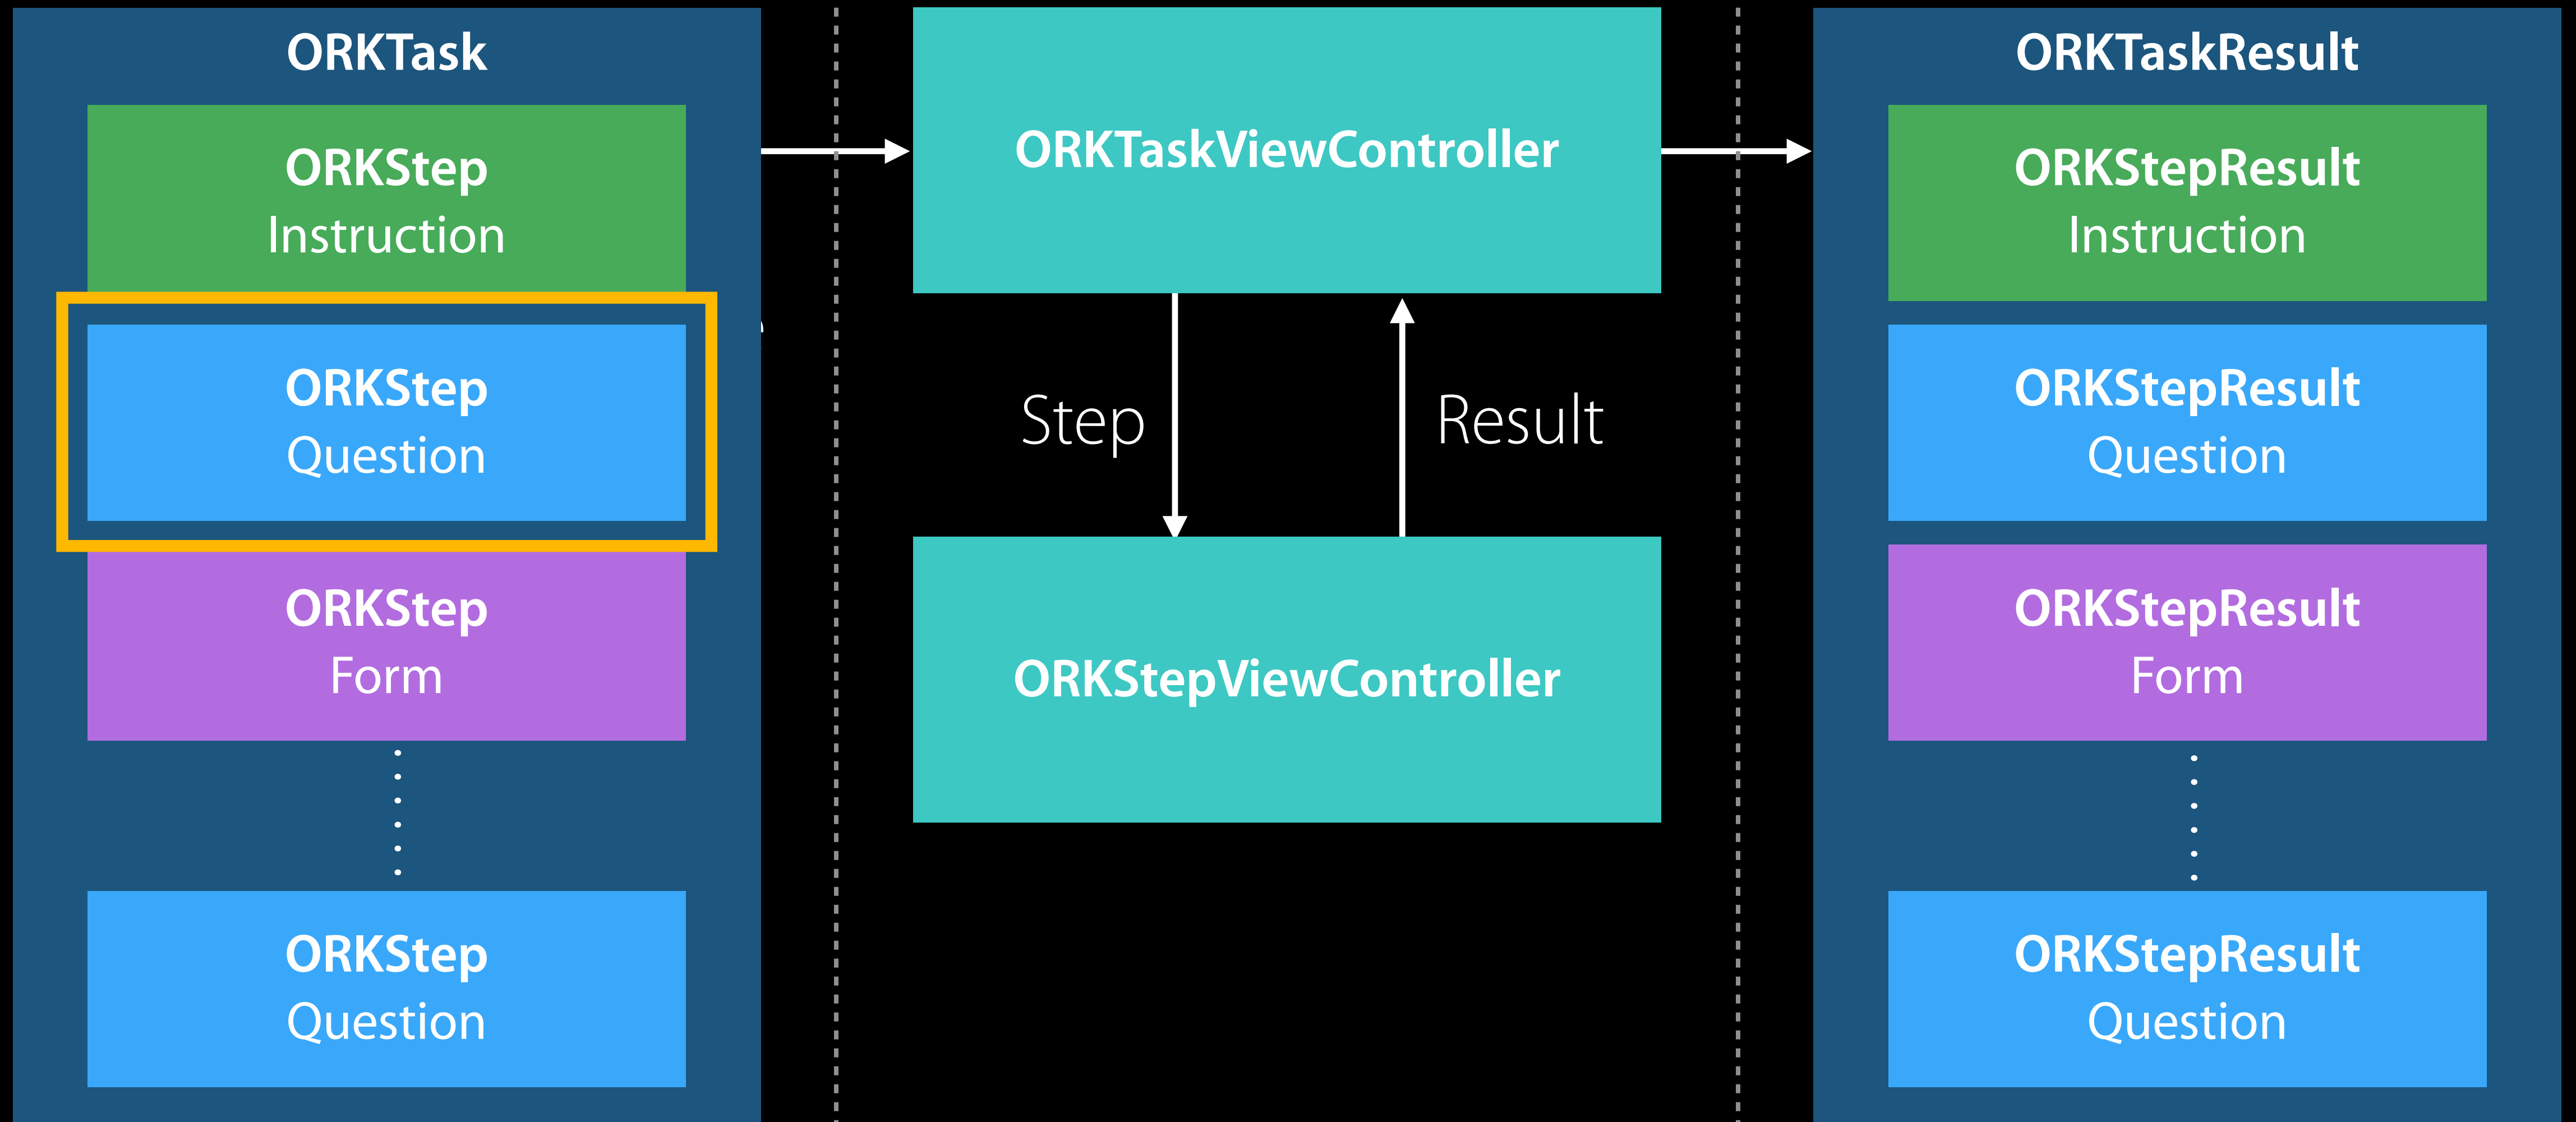 ORKTask
ORKStep
Instruction
ORKStep
Question
ORKStep
Form
ORKStep
Question
ORKTaskViewController
Step
Result
ORKStepViewController
ORKTaskResult
ORKStepResult
Instruction
ORKStepResult
Question
ORKStepResult
Form
ORKStepResult
Question